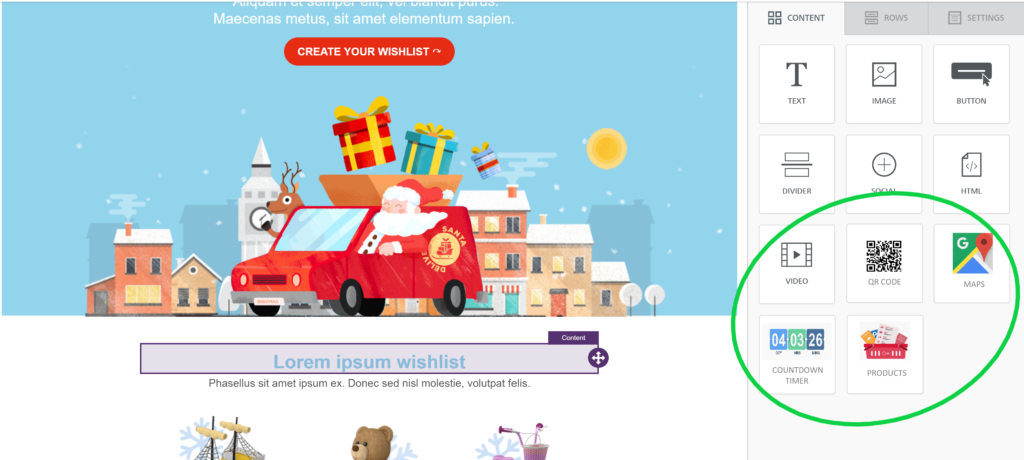 Aliquam et semper elit, vel blandit purus.
Maecenas metus, sit amet elementum sapien.
CREATE YOUR WISHLIST
SANTA
DELIVE
Content
Lorem ipsum wishlist
Phasellus sit amet ipsum ex. Donec sed nisl molestie, volutpat felis.
CONTENT
ROWS
SETTINGS
TEXT
IMAGE
BUTTON
DIVIDER
SOCIAL
HTML
VIDEO
QR CODE
G
MAPS
04 03 26
COUNTDOWN
TIMER
PRODUCTS